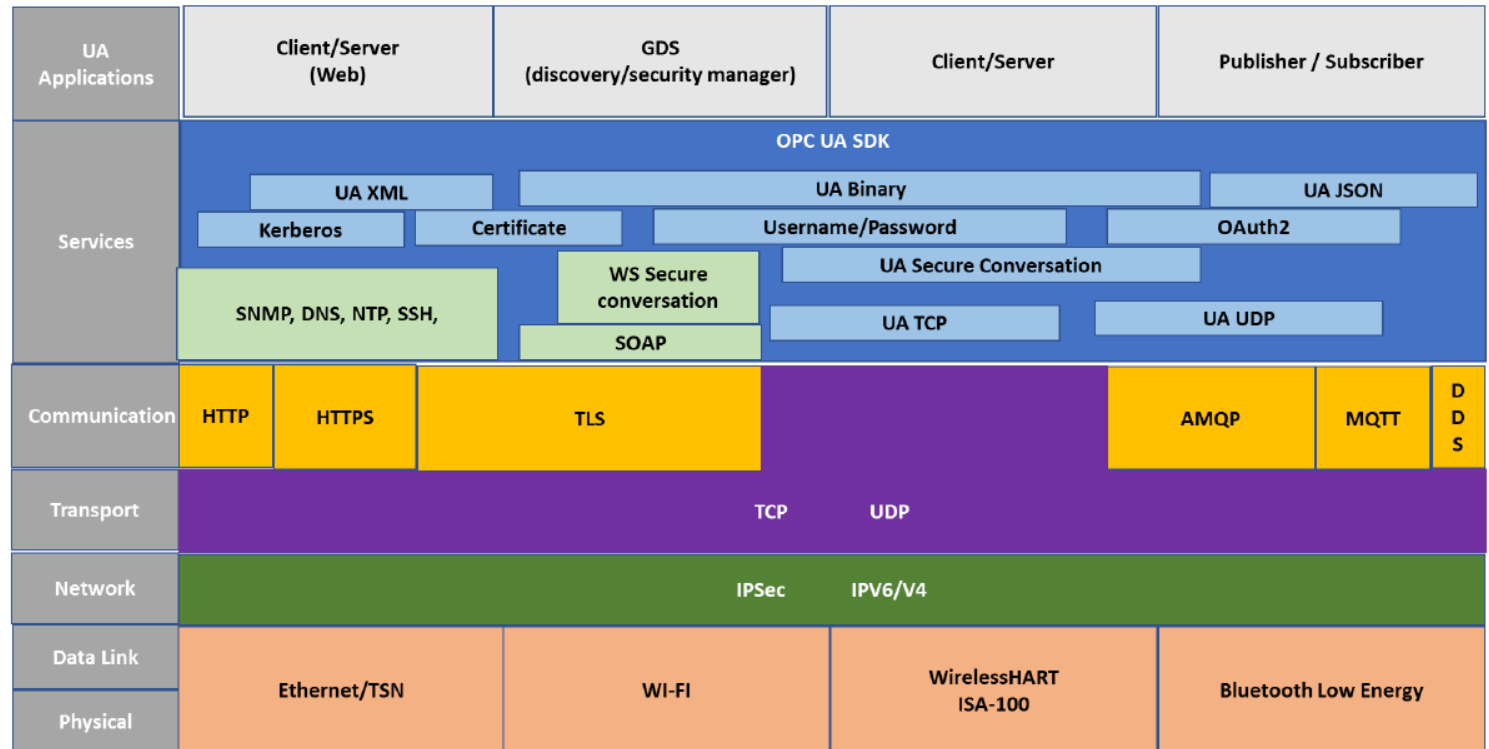 UA
Applications
Client/Server
(Web)
GDS
(discovery/security manager)
Client/Server
Publisher / Subscriber
Services
OPC UA SDK
UA XML
UA Binary
UA JSON
Kerberos
Certificate
Username/Password
OAuth2
WS Secure
conversation
UA Secure Conversation
SNMP, DNS, NTP, SSH,
UA TCP
UA UDP
SOAP
Communication
HTTP
HTTPS
TLS
AMQP
MQTT
D
D
S
Transport
TCP
UDP
Network
IPSec
IPV6/V4
Data Link
Physical
Ethernet/TSN
WI-FI
WirelessHART
ISA-100
Bluetooth Low Energy